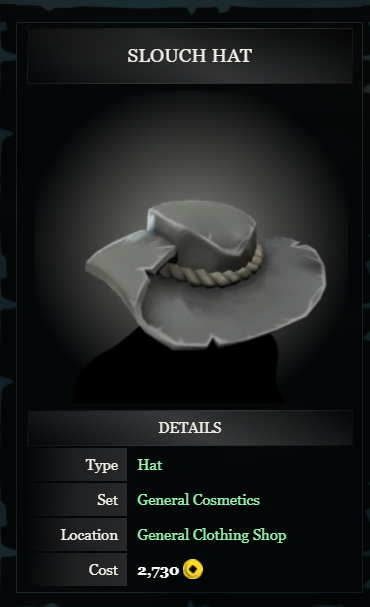 SLOUCH HAT
DETAILS
Type Hat
Set General Cosmetics
Location General Clothing Shop
Cost 2,730